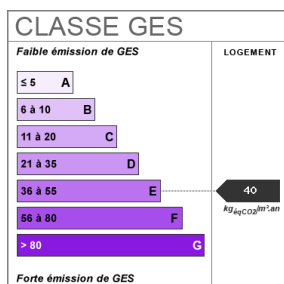 CLASSE GES
Faible émission de GES
LOGEMENT
≤ 5 A
6 à 10 B
11 à 20 C
21 à 35 D
36 à 55 E
40
kgéqCO2/m².an
56 à 80 F
> 80 G
Forte émission de GES